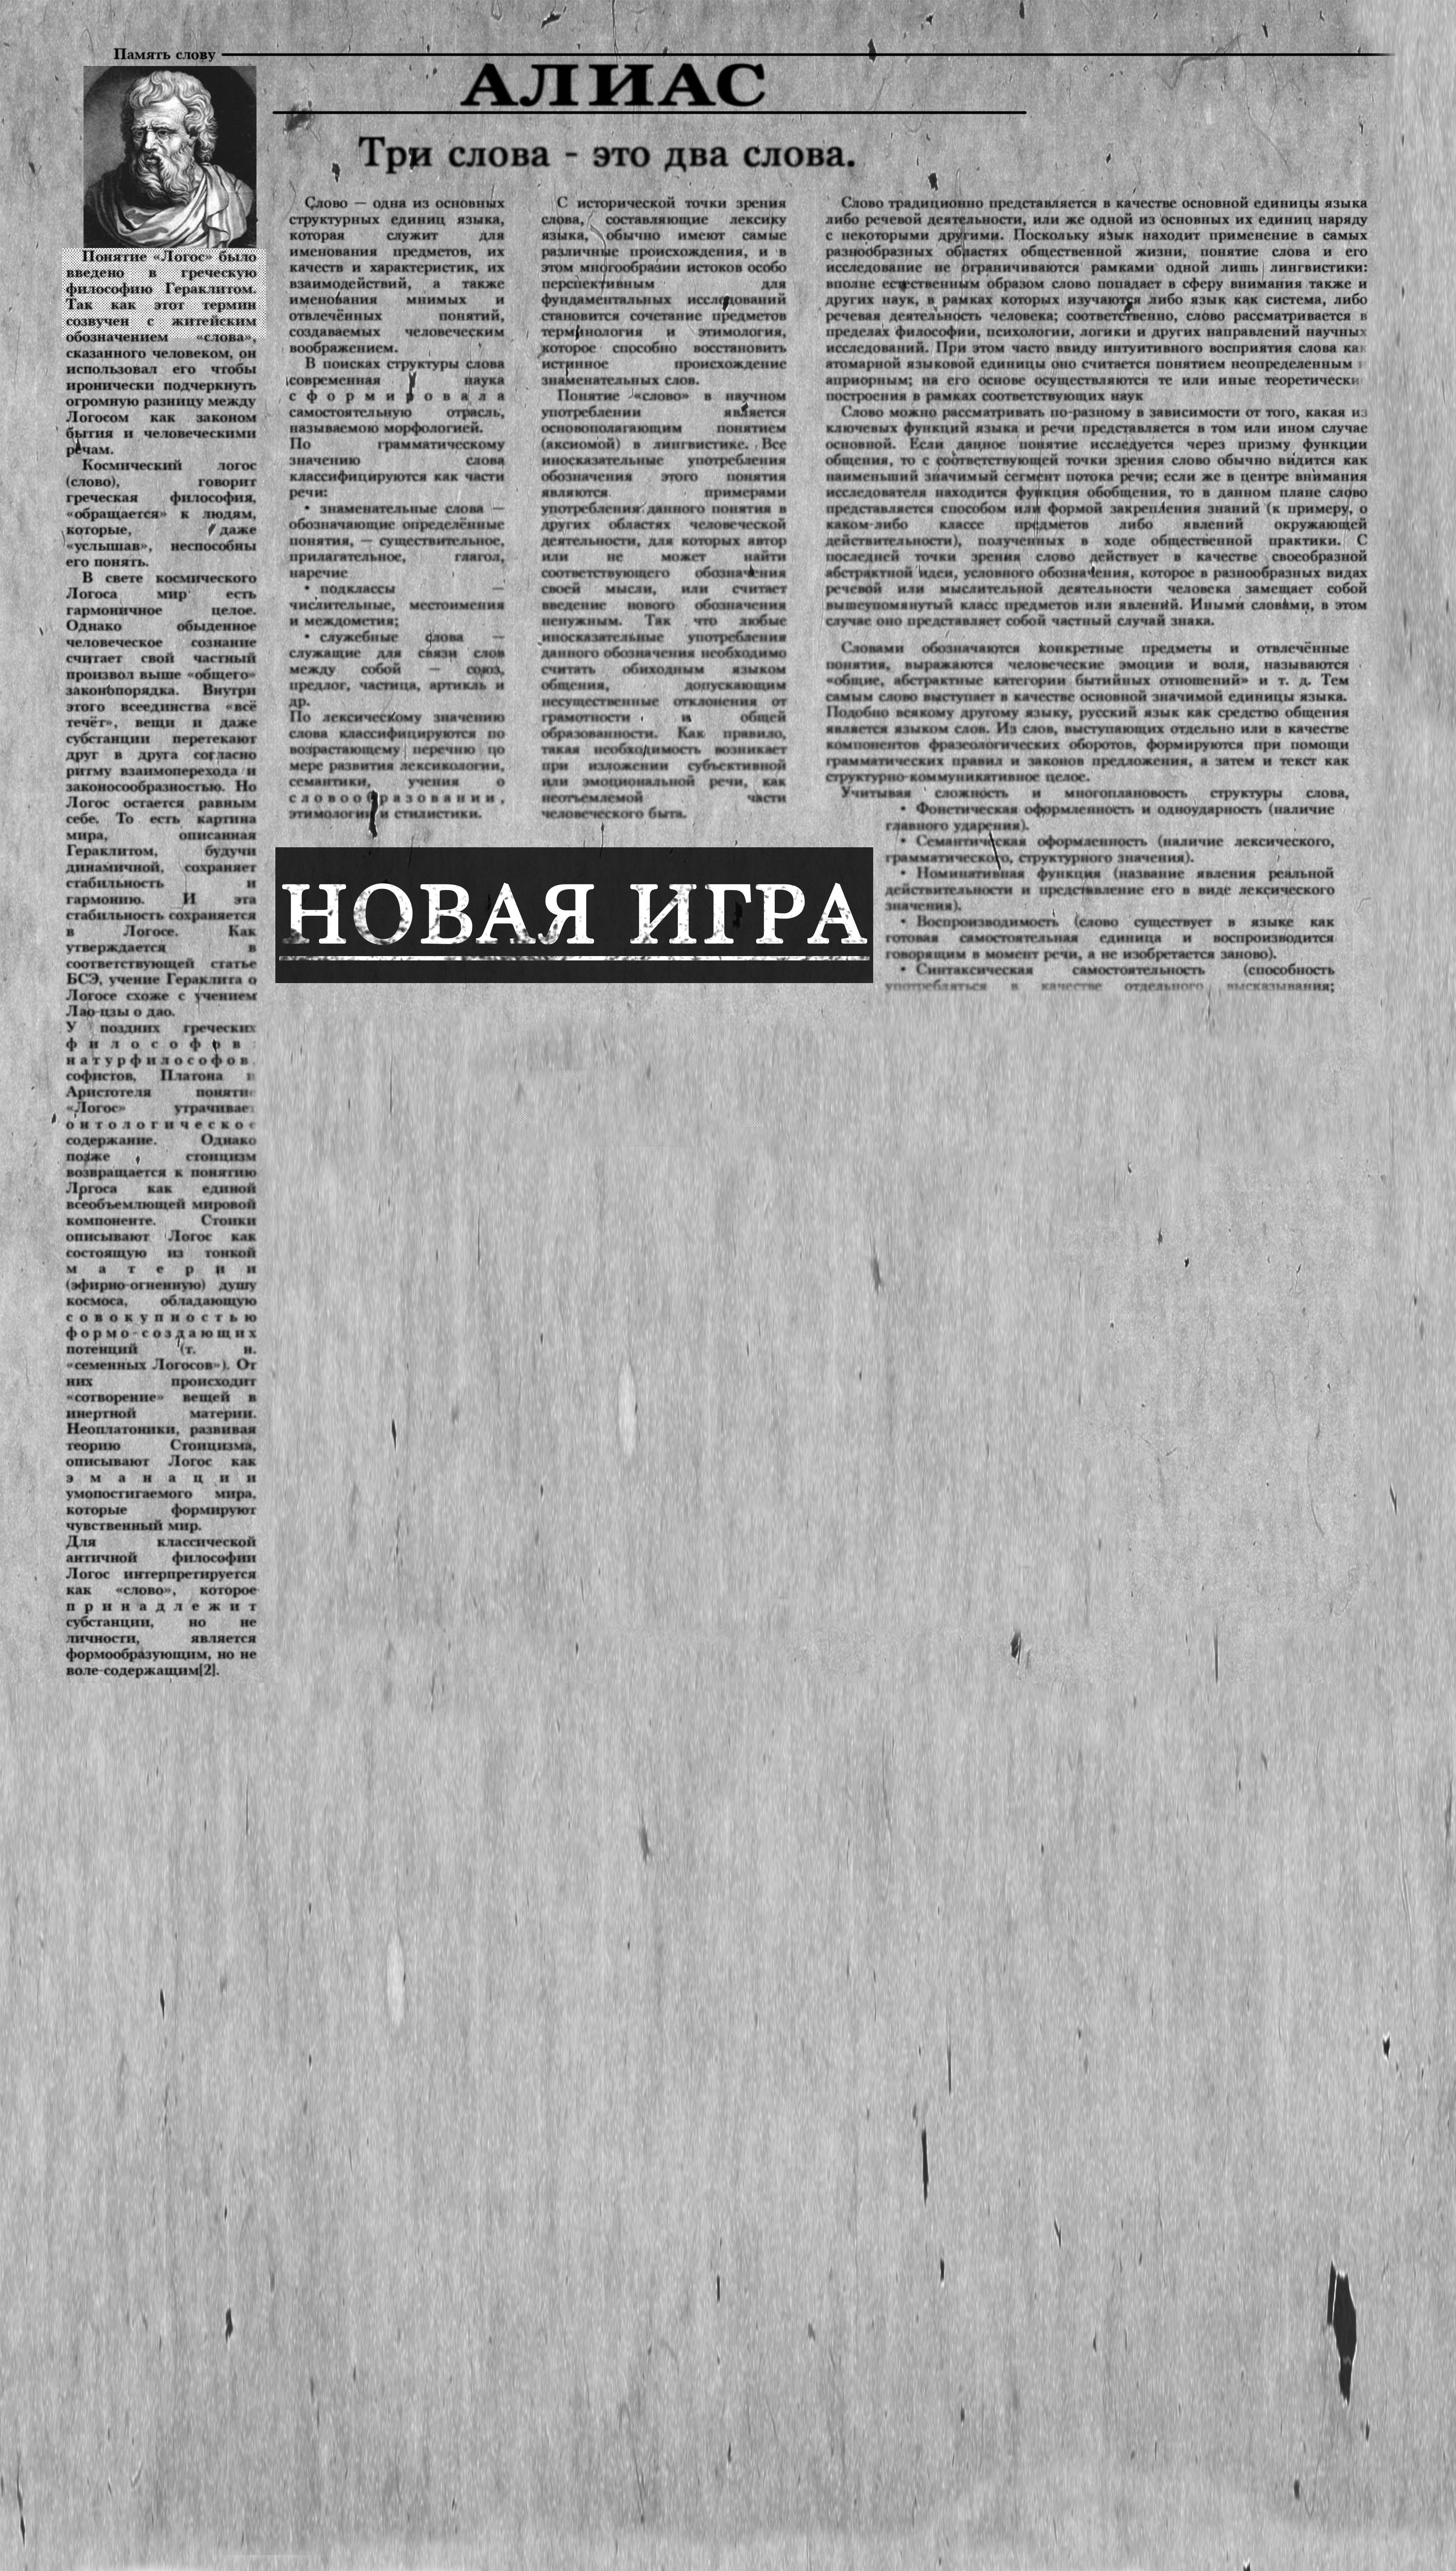 Память слову
АЛИАС
Три слова - это два слова.
Понятие «Логос» было
введено в греческую
философию Гераклитом.
Так как этот термин
созвучен с житейским
обозначением «слова»,
сказанного человеком, он
использовал его чтобы
иронически подчеркнуть
огромную разницу между
Логосом как законом
бытия и человеческими
речам.
Космический логос
(слово), говорит
греческая философия,
«обращается» к людям,
которые, даже
«услышав», неспособны
его понять.
В свете космического
Логоса мир есть
гармоничное целое.
Однако обыденное
человеческое сознание
считает свой частный
произвол выше «общего»
законопорядка. Внутри
этого всеединства «всё
течёт», вещи и даже
субстанции перетекают
друг в друга согласно
ритму взаимоперехода и
законосообразностью. Но
Логос остается равным
себе. То есть картина
мира, описанная
Гераклитом, будучи
динамичной, сохраняет
стабильность и
гармонию. И эта
стабильность сохраняется
в Логосе. Как
утверждается в
соответствующей статье
БСЭ, учение Гераклита о
Логосе схоже с учением
Лао-цзы о дао.
У поздних греческих
философов
натурфилософов
софистов, Платона и
Аристотеля понятие
«Логос» утрачивает
онтологическое
содержание. Однако
позже стоицизм
возвращается к понятию
Логоса как единой
всеобъемлющей мировой
компоненте. Стоики
описывают Логос как
состоящую из тонкой
материи
(эфирно-огненную) душу
космоса, обладающую
совокупностью
формо-создающих
потенций (т. н.
«семенных Логосов»). От
них происходит
«сотворение» вещей в
инертной материи.
Неоплатоники, развивая
теорию Стоицизма,
описывают Логос как
эманации
умопостигаемого мира,
которые формируют
чувственный мир.
Для классической
античной философии
Логос интерпретируется
как «слово», которое
принадлежит
субстанции, но не
личности, является
формообразующим, но не
воле-содержащим[2].
Слово — одна из основных
структурных единиц языка,
которая служит для
именования предметов, их
качеств и характеристик, их
взаимодействий, а также
именования мнимых и
отвлечённых понятий,
создаваемых человеческим
воображением.
В поисках структуры слова
современная наука
сформировала
самостоятельную отрасль,
называемою морфологией.
По грамматическому
значению слова
классифицируются как части
речи:
• знаменательные слова —
обозначающие определённые
понятия, — существительное,
прилагательное, глагол,
наречие
• подклассы —
числительные, местоимения
и междометия;
• служебные слова —
служащие для связи слов
между собой — союз,
предлог, частица, артикль и
др.
По лексическому значению
слова классифицируются по
возрастающему перечню по
мере развития лексикологии,
семантики, учения о
словообразовании,
этимологии и стилистики.
С исторической точки зрения
слова, составляющие лексику
языка, обычно имеют самые
различные происхождения, и в
этом многообразии истоков особо
перспективным для
фундаментальных исследований
становится сочетание предметов
терминология и этимология,
которое способно восстановить
истинное происхождение
знаменательных слов.
Понятие «слово» в научном
употреблении является
основополагающим понятием
(аксиомой) в лингвистике. Все
иносказательные употребления
обозначения этого понятия
являются примерами
употребления данного понятия в
других областях человеческой
деятельности, для которых автор
или не может найти
соответствующего обозначения
своей мысли, или считает
введение нового обозначения
ненужным. Так что любые
иносказательные употребления
данного обозначения необходимо
считать обиходным языком
общения, допускающим
несущественные отклонения от
грамотности и общей
образованности. Как правило,
такая необходимость возникает
при изложении субъективной
или эмоциональной речи, как
неотъемлемой части
человеческого быта.
Слово традиционно представляется в качестве основной единицы языка
либо речевой деятельности, или же одной из основных их единиц наряду
с некоторыми другими. Поскольку язык находит применение в самых
разнообразных областях общественной жизни, понятие слова и его
исследование не ограничиваются рамками одной лишь лингвистики:
вполне естественным образом слово попадает в сферу внимания также и
других наук, в рамках которых изучаются либо язык как система, либо
речевая деятельность человека; соответственно, слово рассматривается в
пределах философии, психологии, логики и других направлений научных
исследований. При этом часто ввиду интуитивного восприятия слова как
атомарной языковой единицы оно считается понятием неопределенным и
априорным; на его основе осуществляются те или иные теоретически
построения в рамках соответствующих наук
Слово можно рассматривать по-разному в зависимости от того, какая из
ключевых функций языка и речи представляется в том или ином случае
основной. Если данное понятие исследуется через призму функции
общения, то с соответствующей точки зрения слово обычно видится как
наименьший значимый сегмент потока речи; если же в центре внимания
исследователя находится функция обобщения, то в данном плане слово
представляется способом или формой закрепления знаний (к примеру, о
каком-либо классе предметов либо явлений окружающей
действительности), полученных в ходе общественной практики. С
последней точки зрения слово действует в качестве своеобразной
абстрактной идеи, условного обозначения, которое в разнообразных видах
речевой или мыслительной деятельности человека замещает собой
вышеупомянутый класс предметов или явлений. Иными словами, в этом
случае оно представляет собой частный случай знака.
Словами обозначаются конкретные предметы и отвлечённые
понятия, выражаются человеческие эмоции и воля, называются
«общие, абстрактные категории бытийных отношений» и т. д. Тем
самым слово выступает в качестве основной значимой единицы языка.
Подобно всякому другому языку, русский язык как средство общения
является языком слов. Из слов, выступающих отдельно или в качестве
компонентов фразеологических оборотов, формируются при помощи
грамматических правил и законов предложения, а затем и текст как
структурно-коммуникативное целое.
Учитывая сложность и многоплановость структуры слова,
• Фонетическая оформленность и одноударность (наличие
главного ударения).
• Семантическая оформленность (наличие лексического,
грамматического, структурного значения).
• Номинативная функция (название явления реальной
действительности и представление его в виде лексического
значения).
• Воспроизводимость (слово существует в языке как
готовая самостоятельная единица и воспроизводится
говорящим в момент речи, а не изобретается заново).
• Синтаксическая самостоятельность (способность
употребляться в качестве отдельного высказывания;
НОВАЯ ИГРА